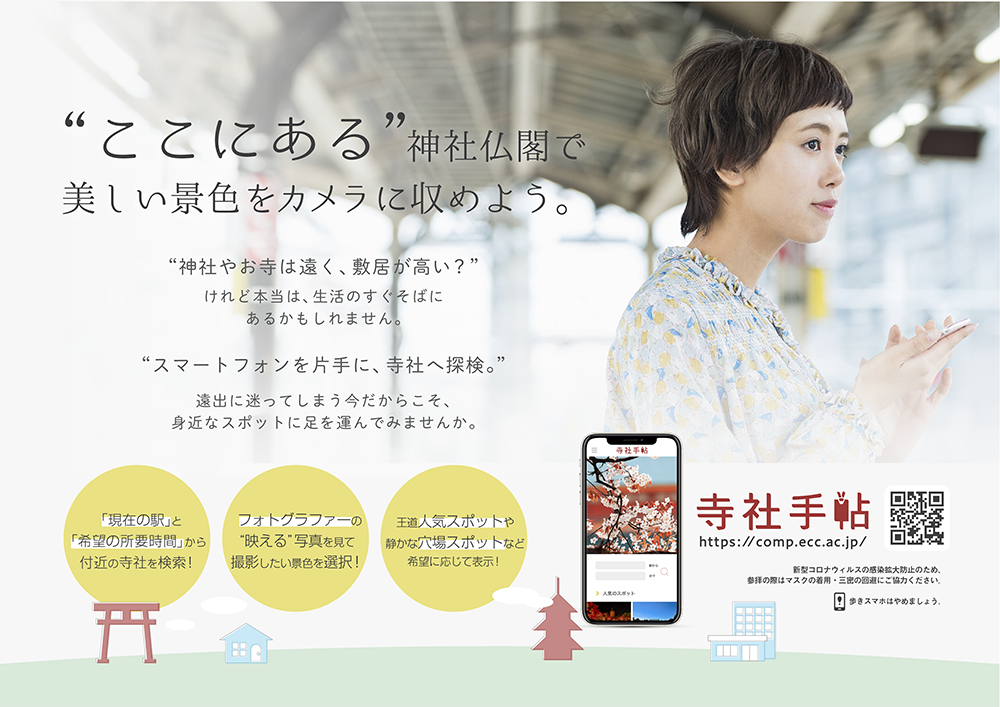 “ここにある”神社仏閣で
美しい景色をカメラに収めよう。
“神社やお寺は遠く、敷居が高い？”
けれど本当は、生活のすぐそばに
あるかもしれません。
“スマートフォンを片手に、寺社へ探検。”
遠出に迷ってしまう今だからこそ、
身近なスポットに足を運んでみませんか。
「現在の駅」と
「希望の所要時間」から
付近の寺社を検索！
フォトグラファーの
“映える”写真を見て
撮影したい景色を選択！
王道人気スポットや
静かな穴場スポットなど
希望に応じて表示！
寺社手帖
駅から
分で
人気のスポット
寺社手帖
https://comp.ecc.ac.jp/
新型コロナウィルスの感染拡大防止のため、
参拝の際はマスクの着用・三密の回避にご協力ください。
歩きスマホはやめましょう。